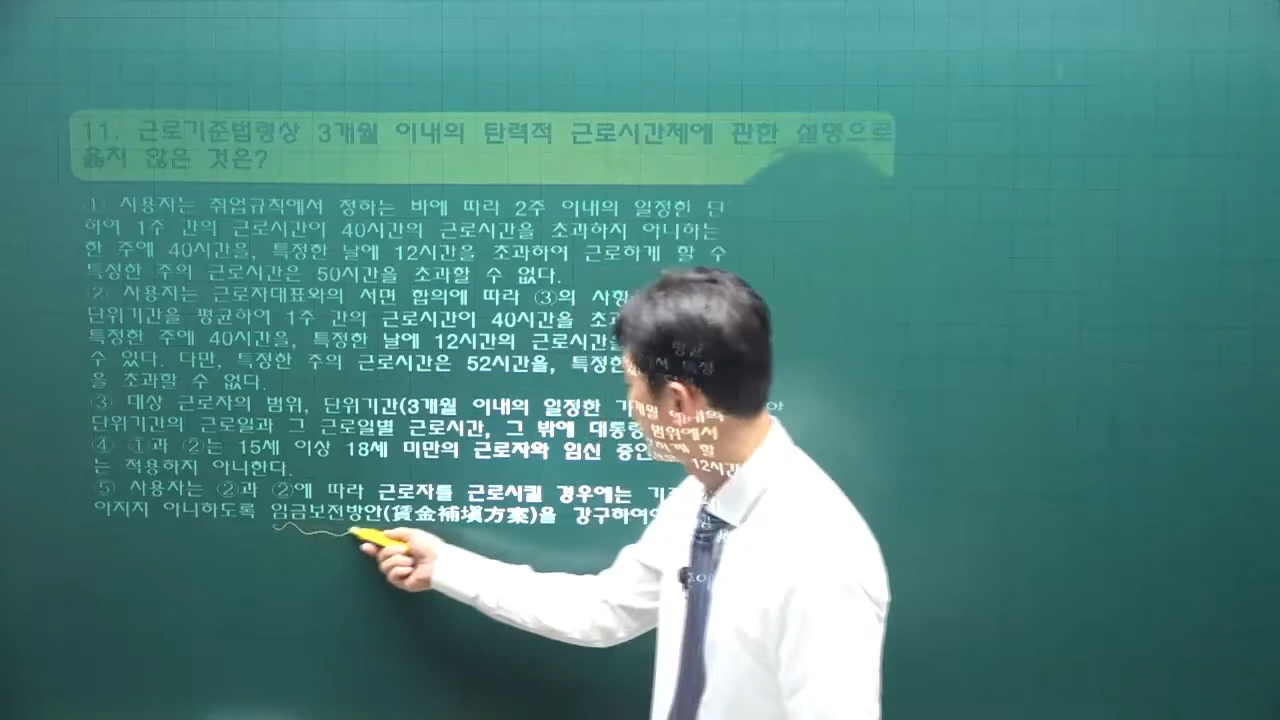 11. 근로기준법령상 3개월 이내의 탄력적 근로시간제에 관한 설명으로
옳지 않은 것은?
① 사용자는 취업규칙에서 정하는 바에 따라 2주 이내의 일정한
하여 1주 간의 근로시간이 40시간의 근로시간을 초과하지 아니하는
한 주에 40시간을, 특정한 날에 12시간을 초과하여 근로하게 할 수
특정한 주의 근로시간은 50시간을 초과할 수 없다.
② 사용자는 근로자대표와의 서면 합의에 따라 ③의
단위기간을 평균하여 1주 간의 근로시간이 40시간을
특정한 주에 40시간을, 특정한 날에 12시간의 근로시간을
수 있다. 다만, 특정한 주의 근로시간은 52시간을,
을 초과할 수 없다.
③ 대상 근로자의 범위, 단위기간(3개월 이내의 일정한
단위기간의 근로일과 그 근로일별 근로시간, 그 밖에 대통령
④ ①과 ②는 15세 이상 18세 미만의 근로자와 임신
는 적용하지 아니한다.
⑤ 사용자는 ②과 ②에 따라 근로자를 근로시킬 경우에는
아지지 아니하도록 임금보전방안(賃金補塡方案)을